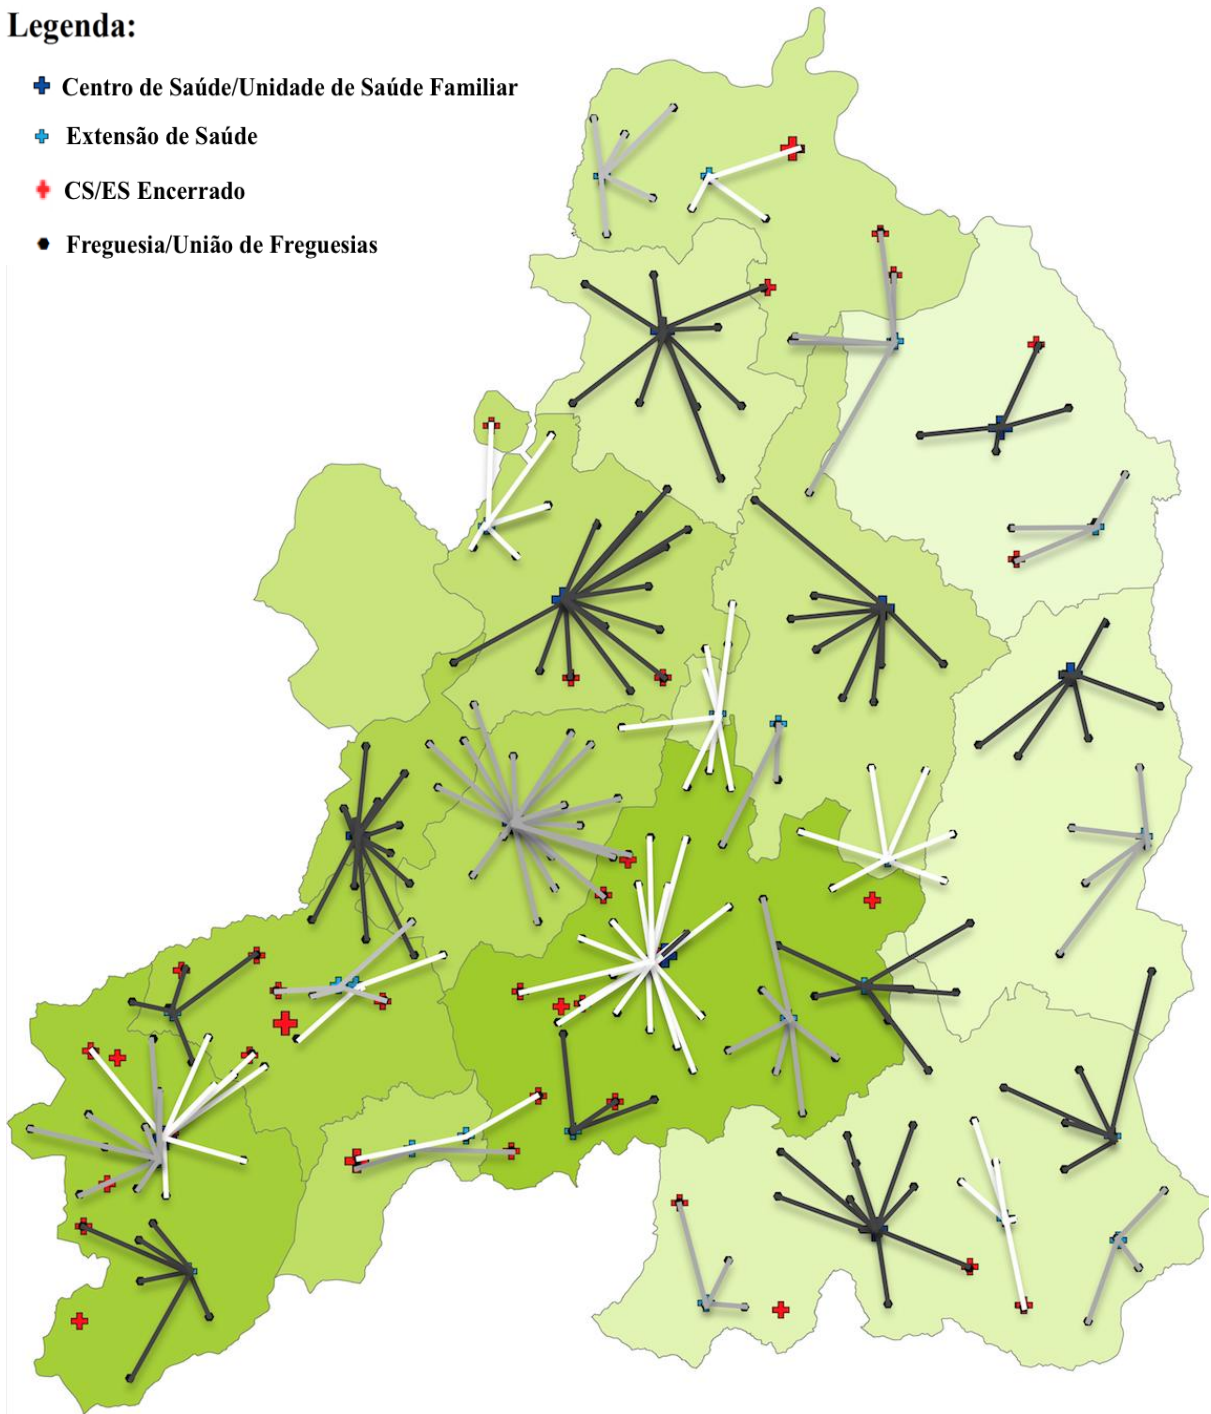 Legenda:
Centro de Saúde/Unidade de Saúde Familiar
Extensão de Saúde
CS/ES Encerrado
Freguesia/União de Freguesias